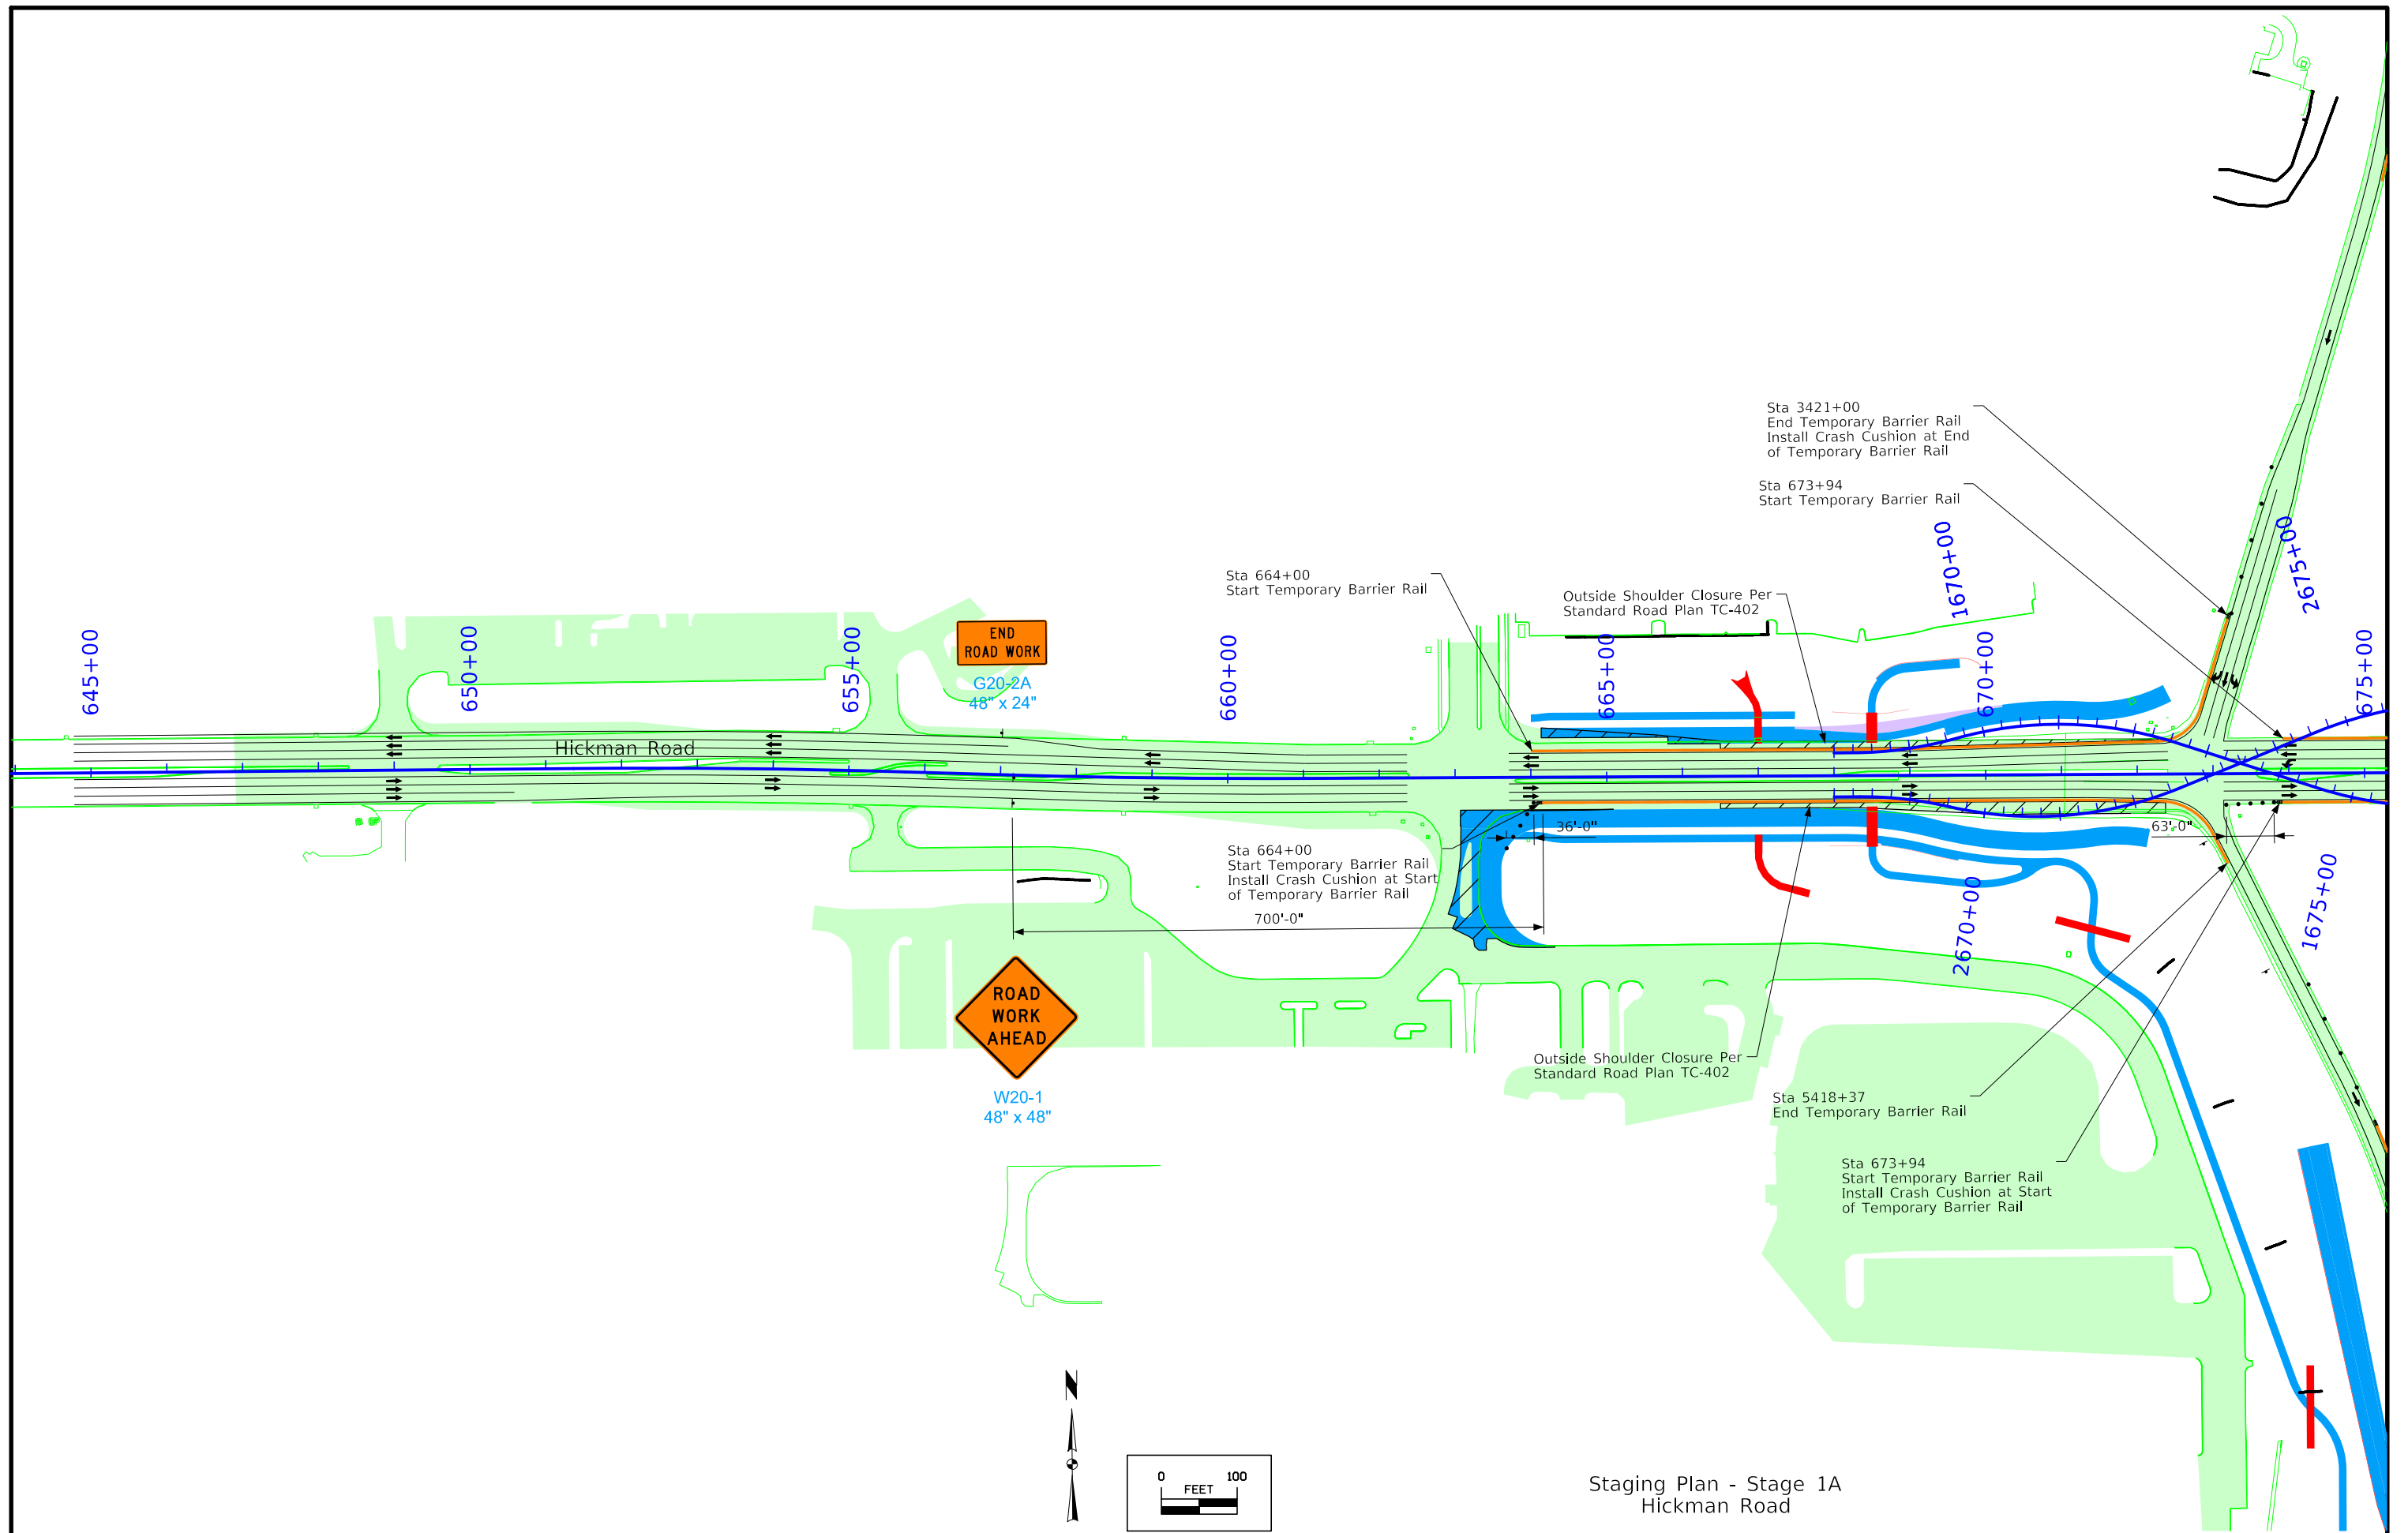 Sta 3421+00
End Temporary Barrier Rail
Install Crash Cushion at End
of Temporary Barrier Rail
Sta 673+94
Start Temporary Barrier Rail
Sta 664+00
Start Temporary Barrier Rail
Outside Shoulder Closure Per
Standard Road Plan TC-402
1670+00
2675+00
645+00
650+00
655+00
END
ROAD WORK
G20-2A
48" x 24"
660+00
665+00
670+00
675+00
Hickman Road
36'-0"
63'-0"
Sta 664+00
Start Temporary Barrier Rail
Install Crash Cushion at Start
of Temporary Barrier Rail
700'-0"
2670+00
1675+00
ROAD
WORK
AHEAD
W20-1
48" x 48"
Outside Shoulder Closure Per
Standard Road Plan TC-402
Sta 5418+37
End Temporary Barrier Rail
Sta 673+94
Start Temporary Barrier Rail
Install Crash Cushion at Start
of Temporary Barrier Rail
N
0 100
FEET
Staging Plan - Stage 1A
Hickman Road